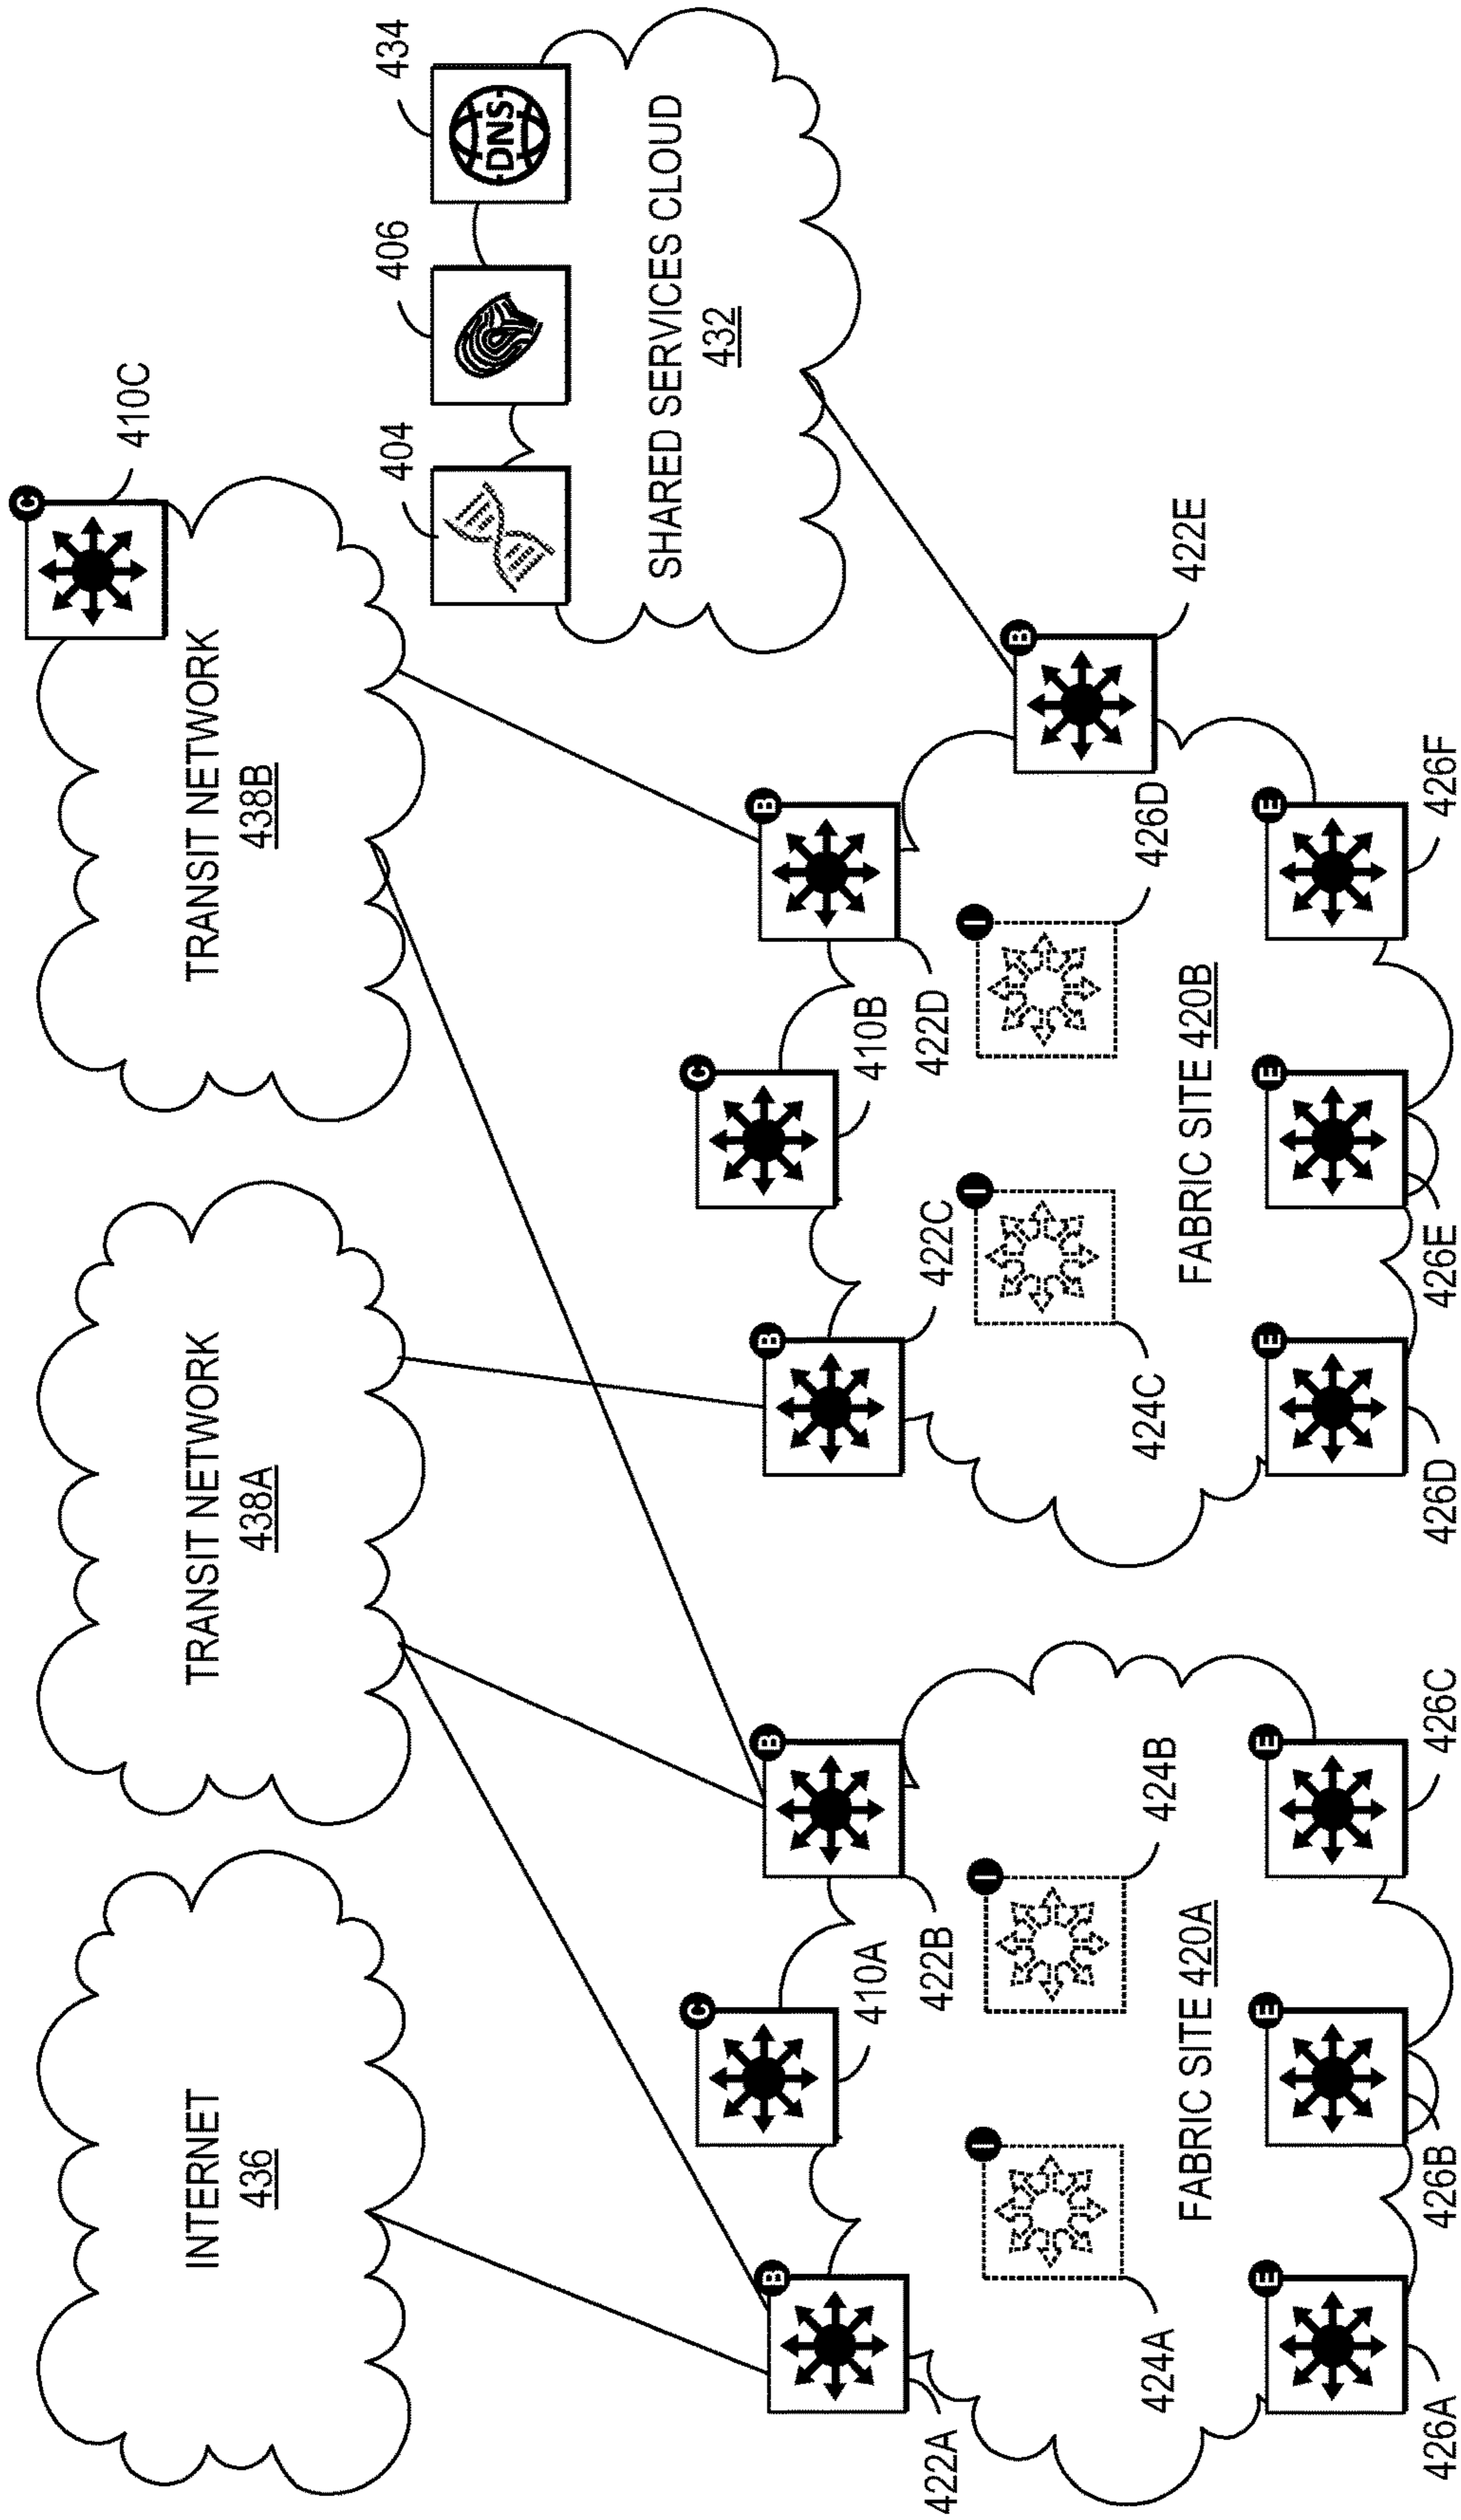 INTERNET
436
TRANSIT NETWORK
438A
TRANSIT NETWORK
438B
C
410C
404
406
434
DNS
SHARED SERVICES CLOUD
432
B
422A
C
410A
B
422B
B
422C
C
410B
B
422D
B
422E
I
424A
I
424B
I
424C
I
426D
FABRIC SITE 420A
FABRIC SITE 420B
E
426A
E
426B
E
426C
E
426D
E
426E
E
426F